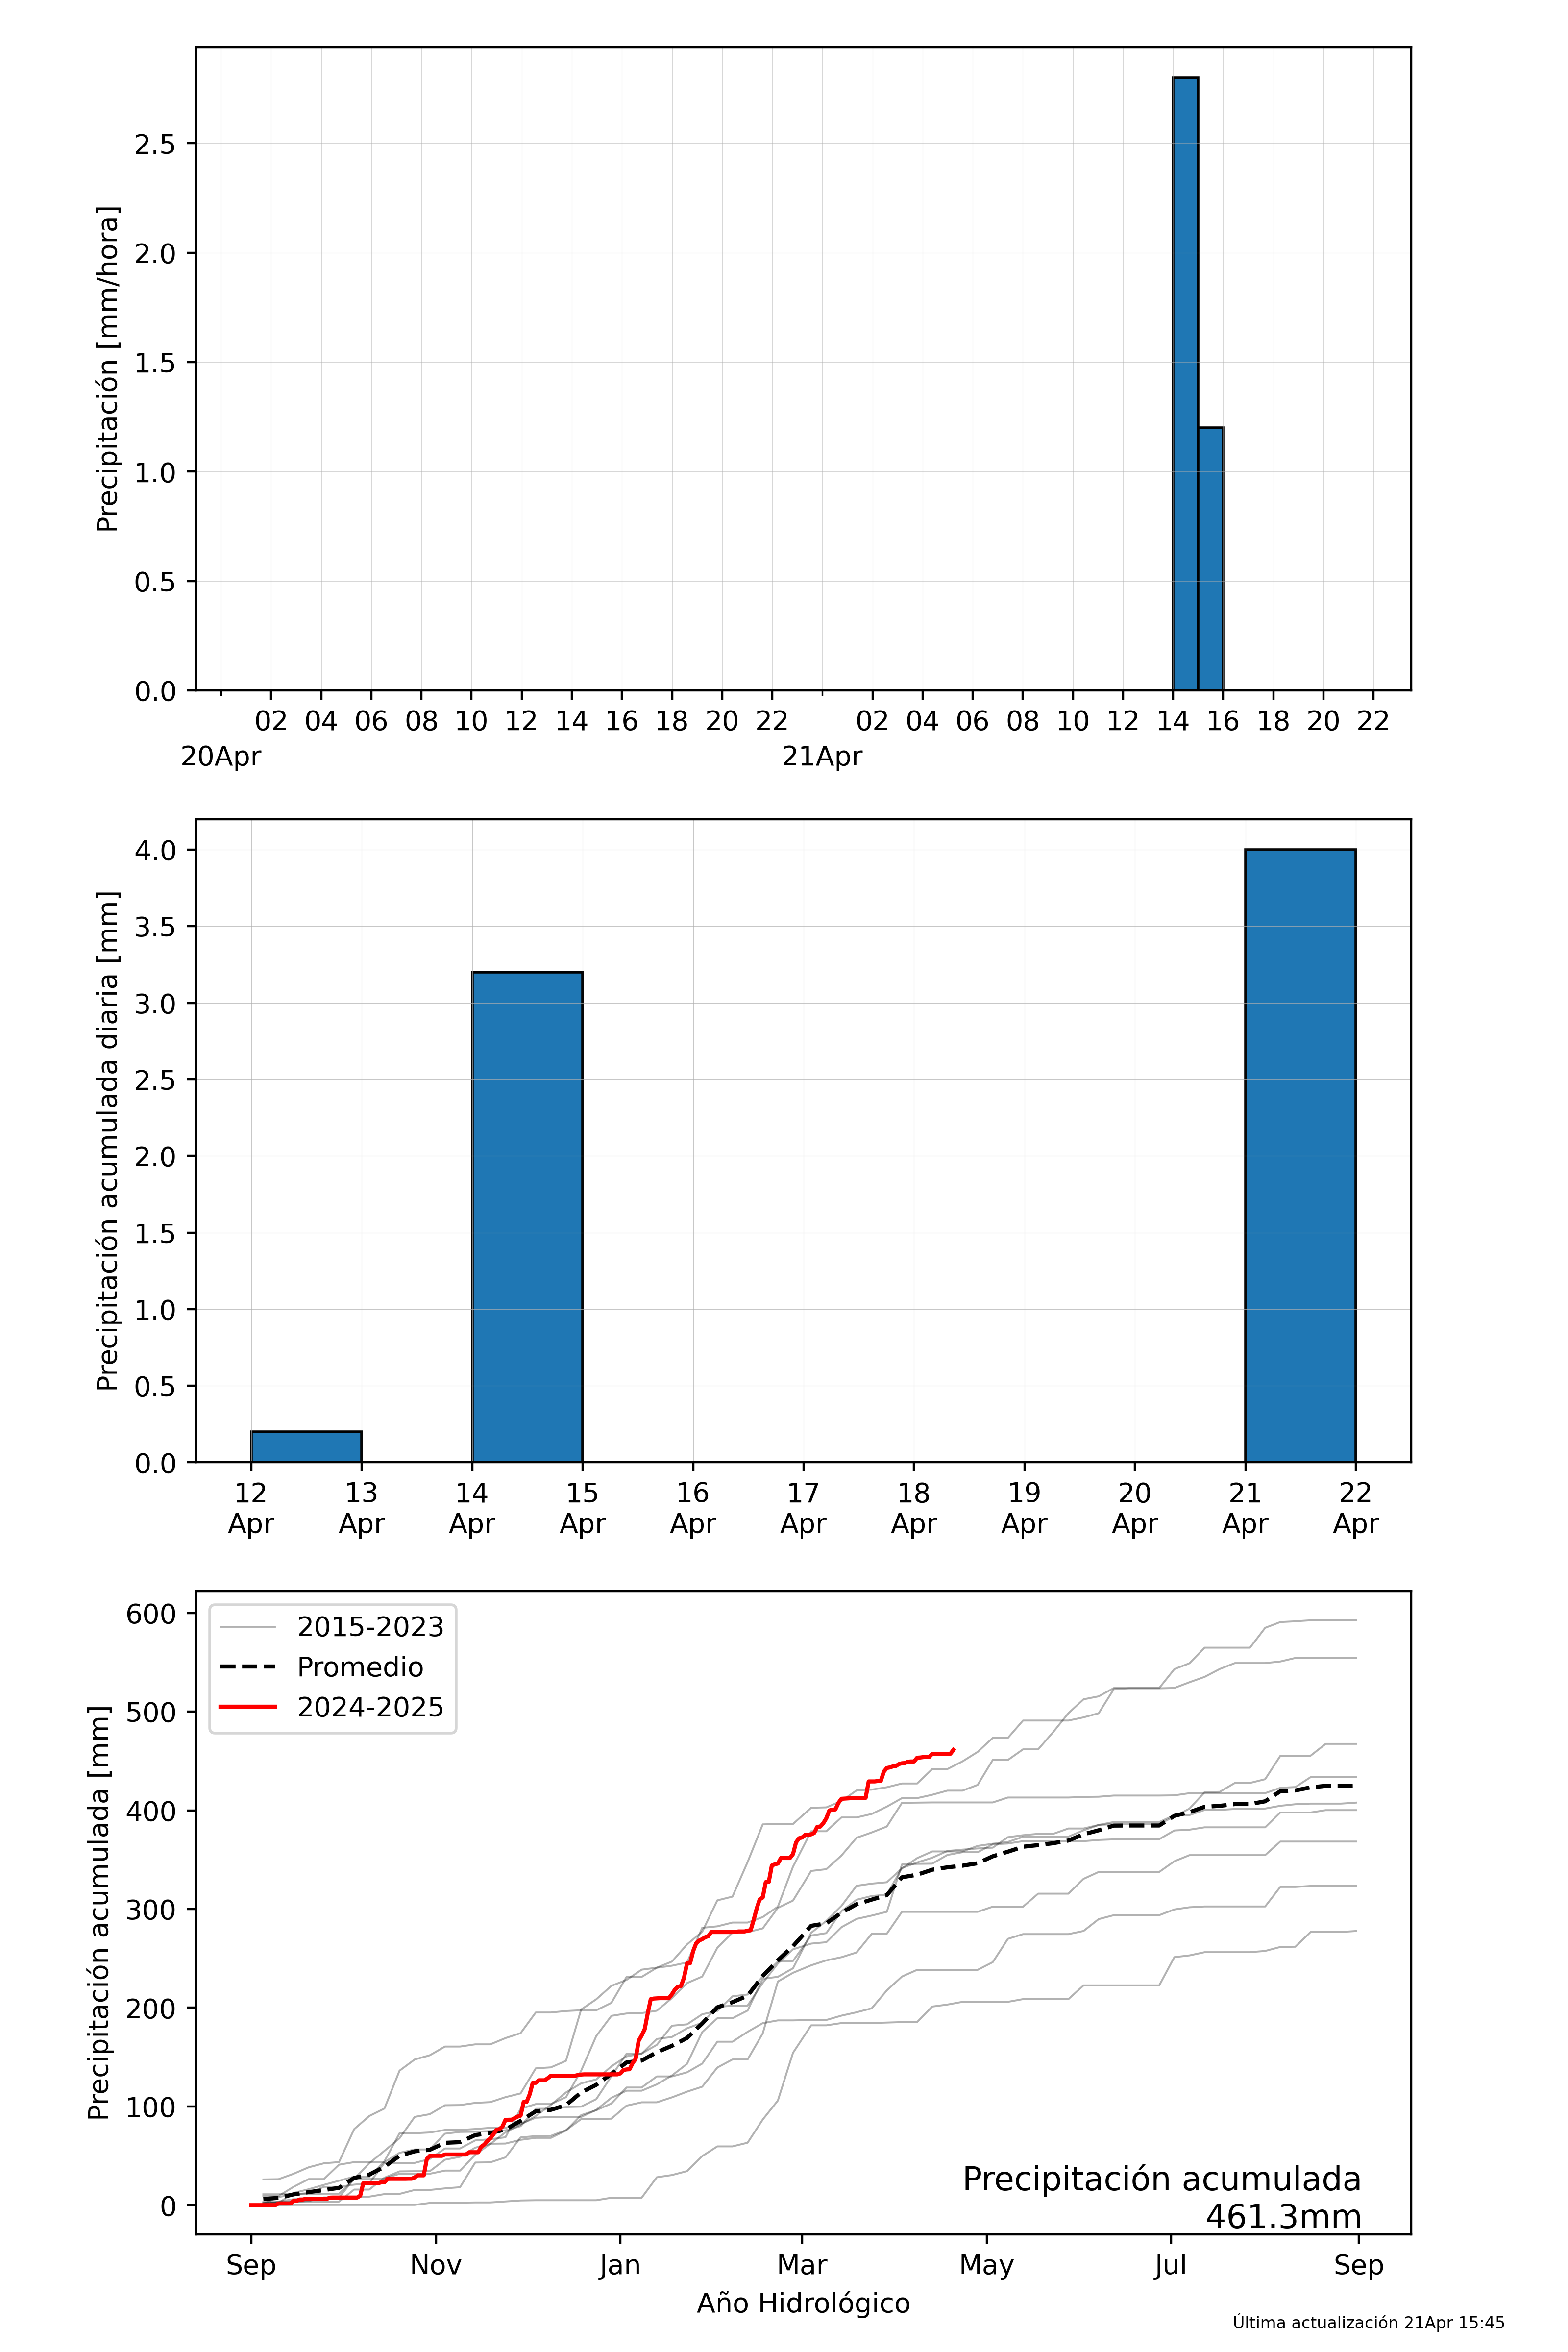 Precipitación [mm/hora]
2.5
2.0
1.5
1.0
0.5
0.0
02 04 06 08 10 12 14 16 18 20 22 02 04 06 08 10 12 14 16 18 20 22
20Apr 21Apr
Precipitación acumulada diaria [mm]
4.0
3.5
3.0
2.5
2.0
1.5
1.0
0.5
0.0
12 13 14 15 16 17 18 19 20 21 22
Apr Apr Apr Apr Apr Apr Apr Apr Apr Apr Apr
Precipitación acumulada [mm]
600
500
400
300
200
100
0
2015-2023
Promedio
2024-2025
Precipitación acumulada
461.3mm
Sep Nov Jan Mar May Jul Sep
Año Hidrológico
Última actualización 21Apr 15:45